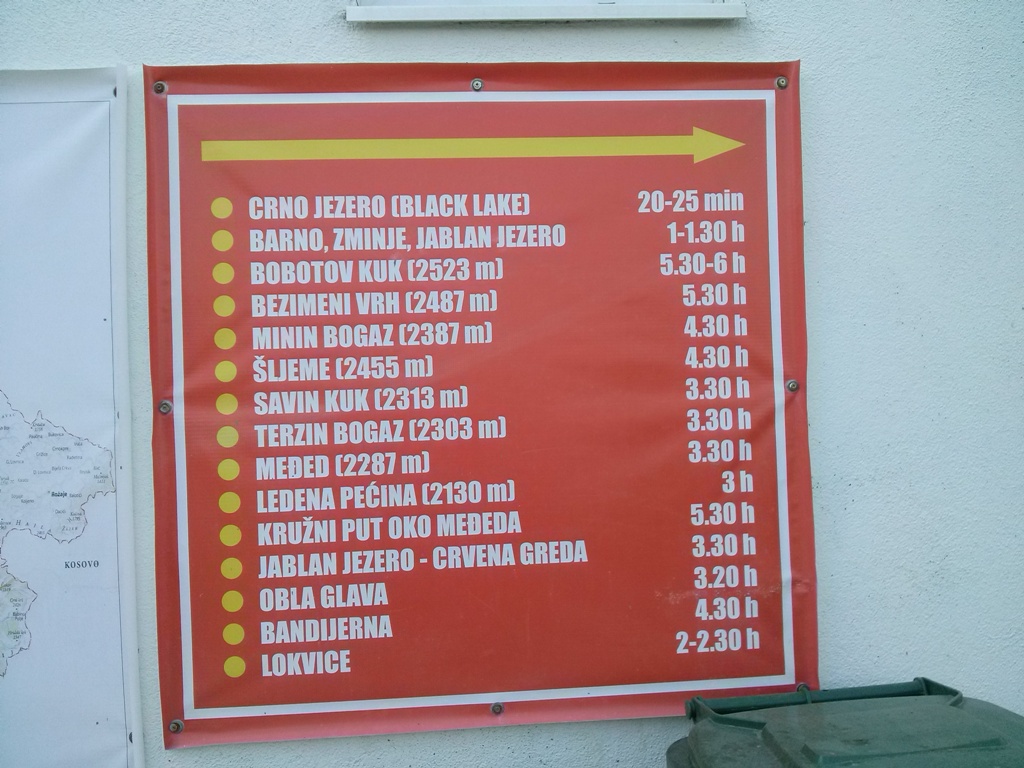 CRNO JEZERO (BLACK LAKE) 20-25 min
BARNO, ZMINJE, JABLAN JEZERO 1-1.30 h
BOBOTOV KUK (2523 m) 5.30-6 h
BEZIMENI VRH (2487 m) 5.30 h
MININ BOGAZ (2387 m) 4.30 h
ŠLJEME (2455 m) 4.30 h
SAVIN KUK (2313 m) 3.30 h
TERZIN BOGAZ (2303 m) 3.30 h
MEĐED (2287 m) 3.30 h
LEDENA PEĆINA (2130 m) 3 h
KRUŽNI PUT OKO MEĐEDA 5.30 h
JABLAN JEZERO - CRVENA GREDA 3.30 h
OBLA GLAVA 3.20 h
BANDIJERNA 4.30 h
LOKVICE 2-2.30 h
Rožaje
KOSOVO